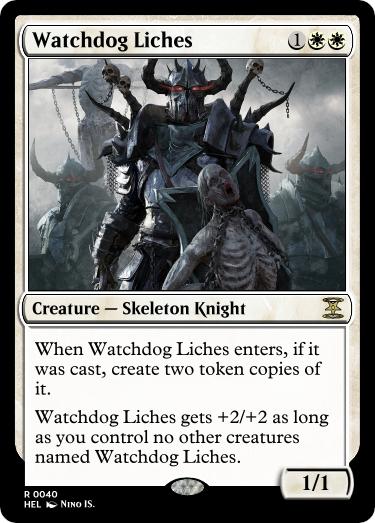 Watchdog Liches 1
Creature — Skeleton Knight
When Watchdog Liches enters, if it
was cast, create two token copies of
it.
Watchdog Liches gets +2/+2 as long
as you control no other creatures
named Watchdog Liches.
1/1
R 0040
HEL Nino IS.